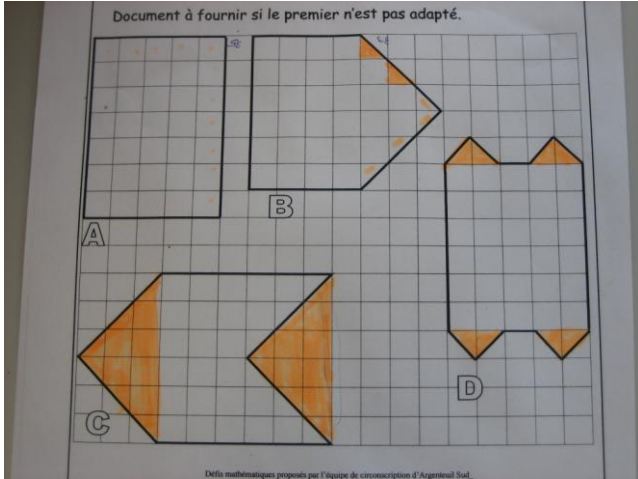 Document à fournir si le premier n'est pas adapté.
A
B
C
D
Défis mathématiques proposés par l'équipe de circonscription d'Argenteuil Sud